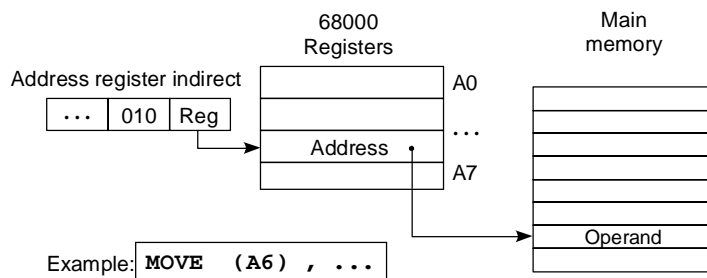 68000
Registers
Main
memory
Address register indirect
... 010 Reg
A0
...
Address
A7
Operand
Example: MOVE (A6) , ...